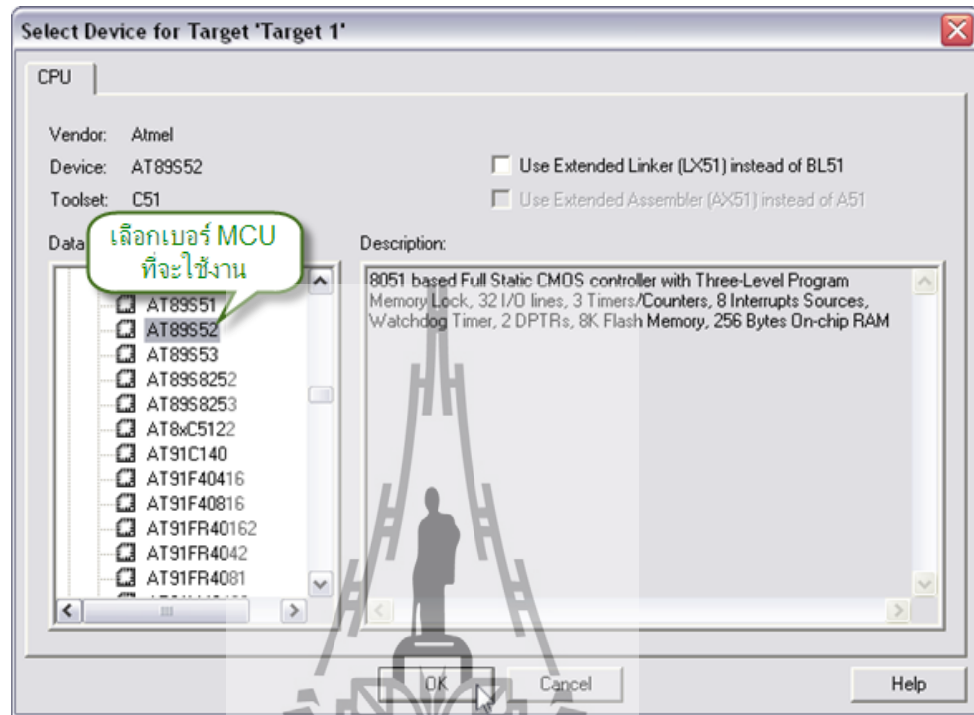 Select Device for Target 'Target 1'
CPU
Vendor: Atmel
Device: AT89S52
Toolset: C51
Use Extended Linker (LX51) instead of BL51
Use Extended Assembler (AX51) instead of A51
Data
เลือกเบอร์ MCU
ที่จะใช้งาน
Description:
AT89S51
AT89S52
AT89S53
AT89S8252
AT89S8253
AT8xC5122
AT91C140
AT91F40416
AT91F40816
AT91FR40162
AT91FR4042
AT91FR4081
8051 based Full Static CMOS controller with Three-Level Program
Memory Lock, 32 I/O lines, 3 Timers/Counters, 8 Interrupts Sources,
Watchdog Timer, 2 DPTRs, 8K Flash Memory, 256 Bytes On-chip RAM
OK
Cancel
Help